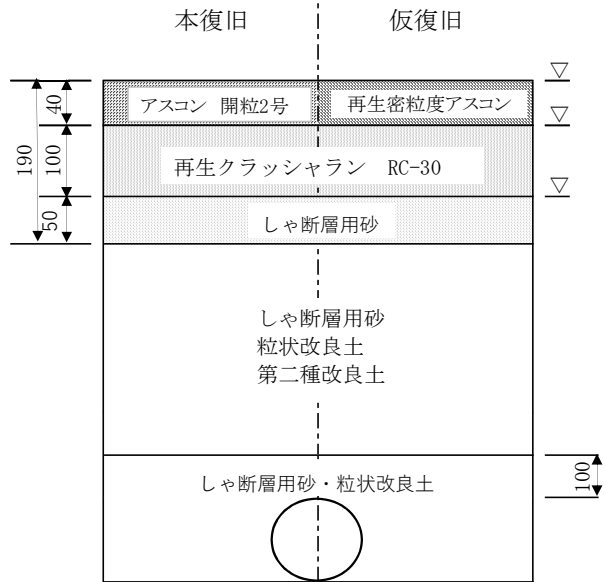 本復旧 仮復旧
アスコン 開粒2号 再生密粒度アスコン
40
190
100
再生クラッシャラン RC-30
50
しゃ断層用砂
しゃ断層用砂
粒状改良土
第二種改良土
しゃ断層用砂・粒状改良土
100